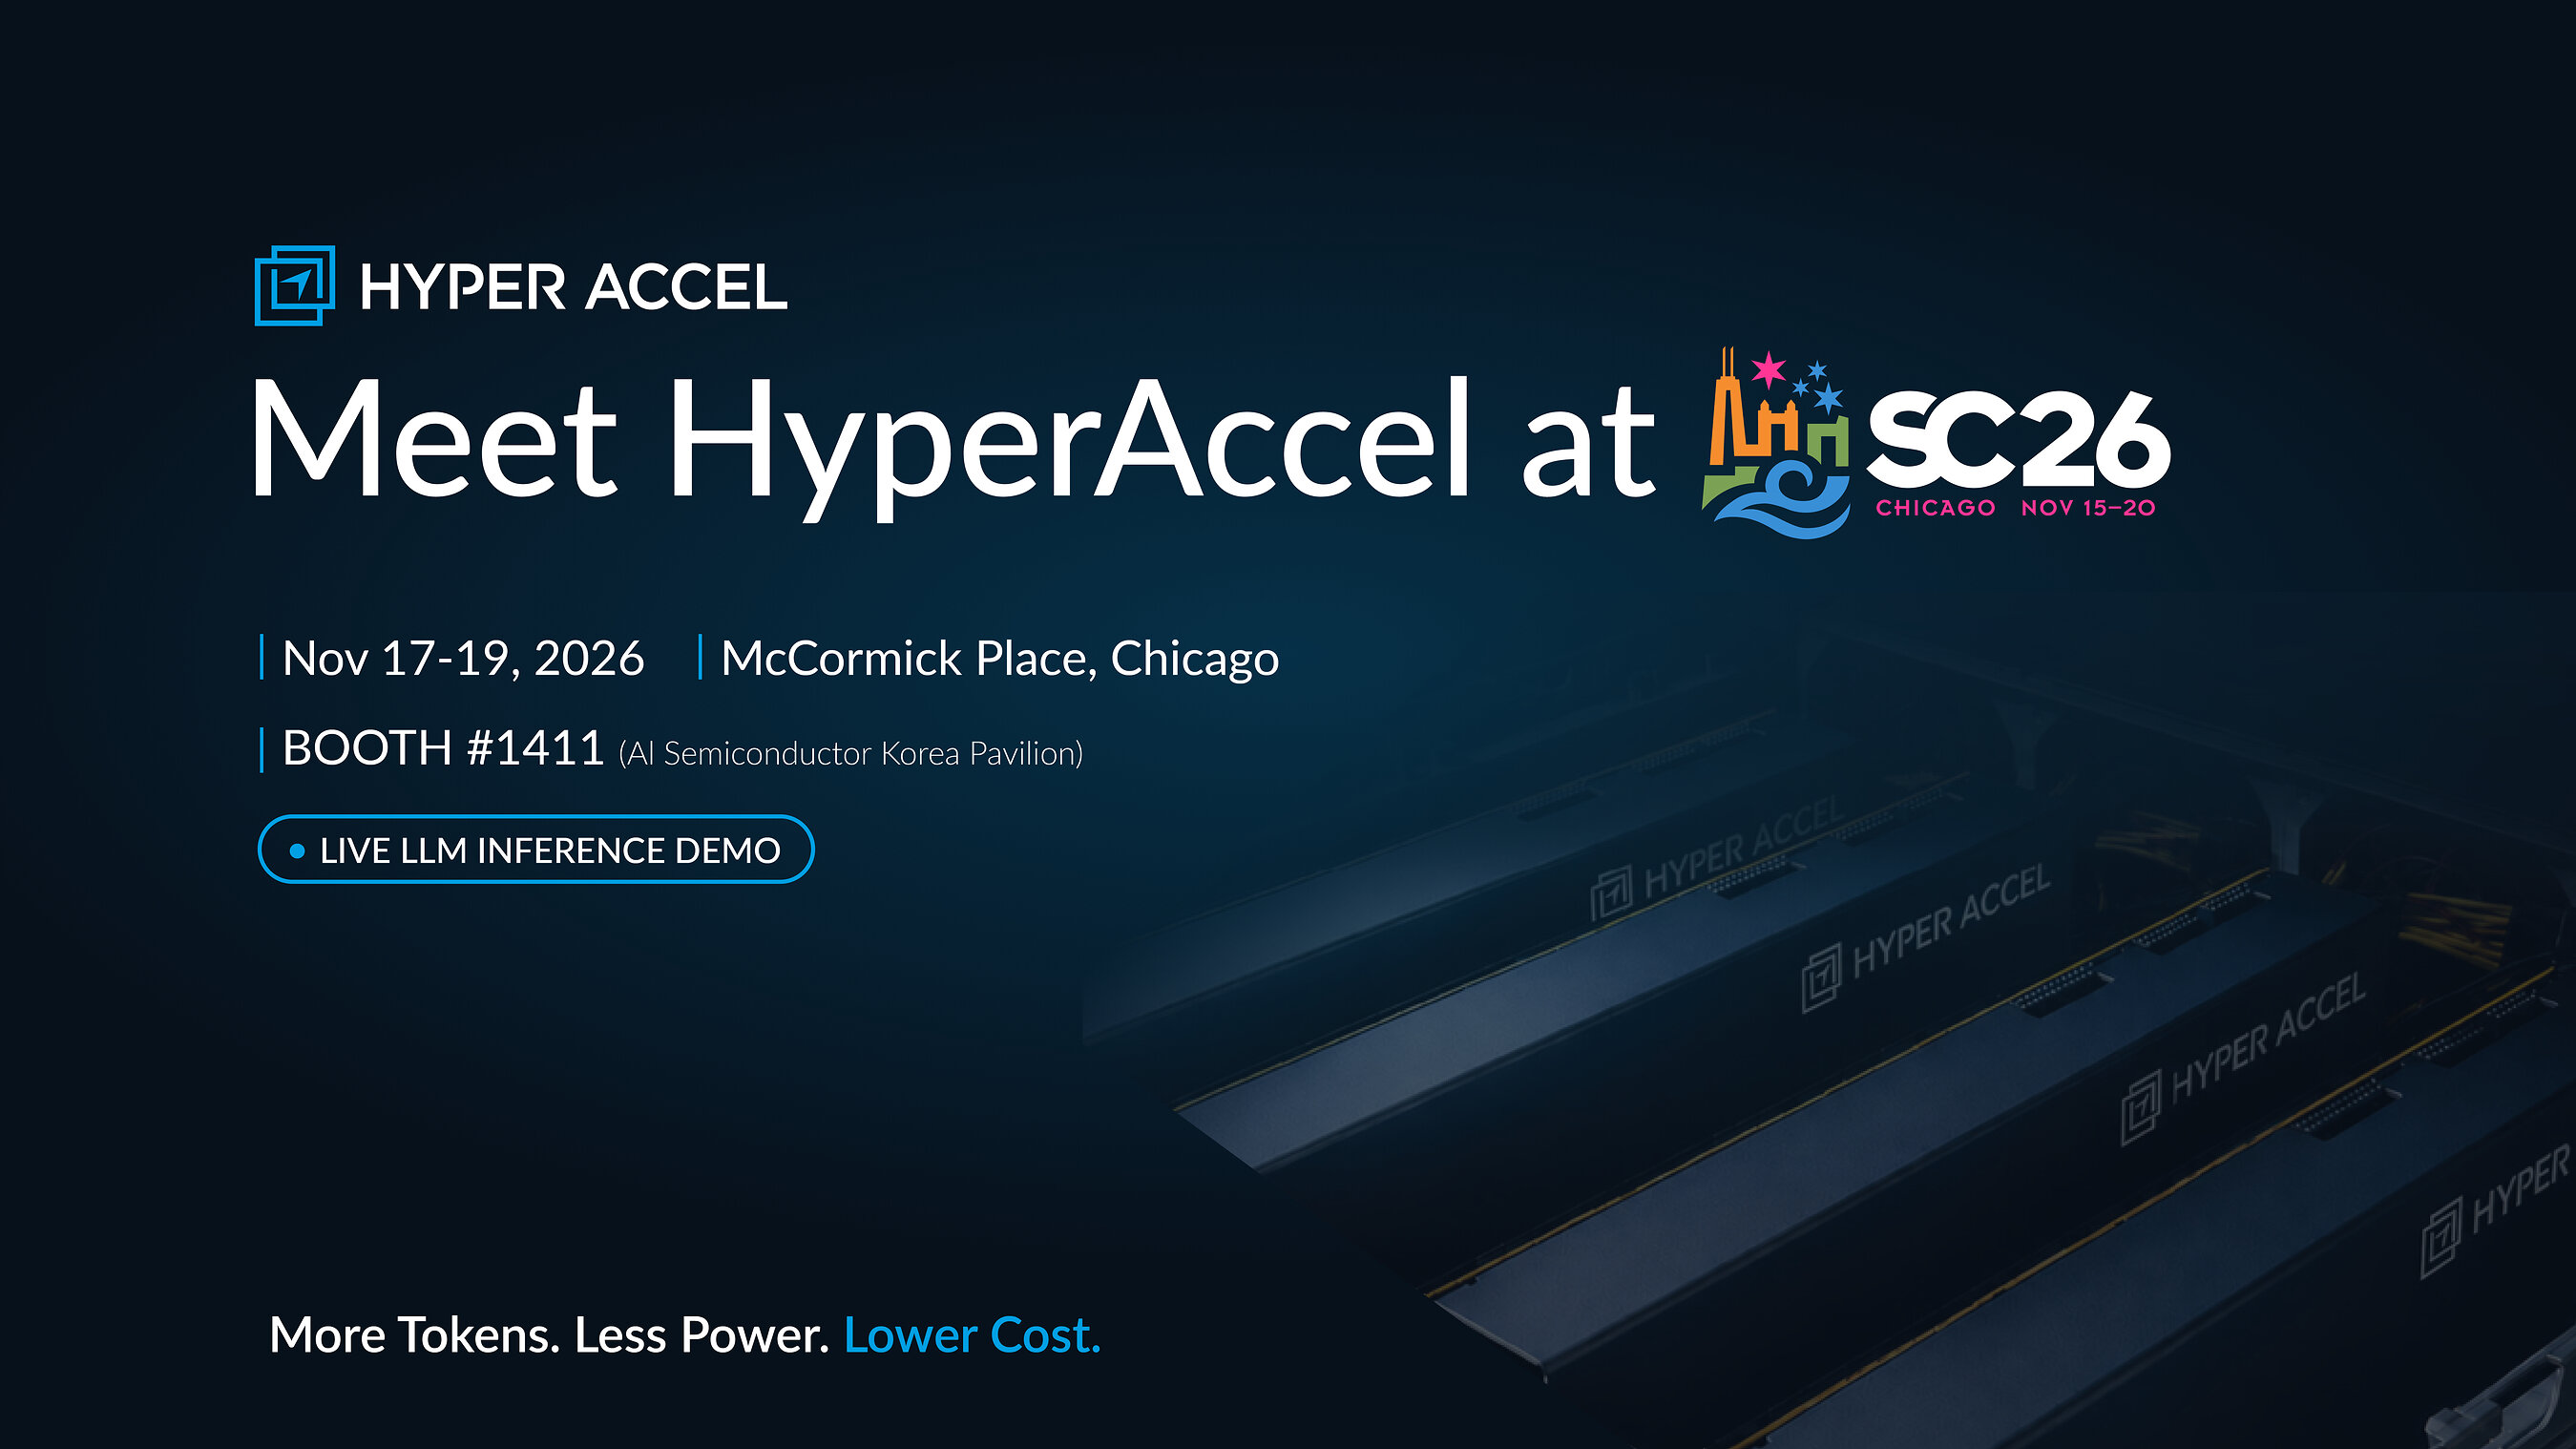 HYPER ACCEL
Meet HyperAccel at SC26
CHICAGO NOV 15–20
Nov 17-19, 2026 McCormick Place, Chicago
BOOTH #1411 (AI Semiconductor Korea Pavilion)
LIVE LLM INFERENCE DEMO
HYPER ACCEL
HYPER ACCEL
HYPER ACCEL
HYPER
More Tokens. Less Power. Lower Cost.